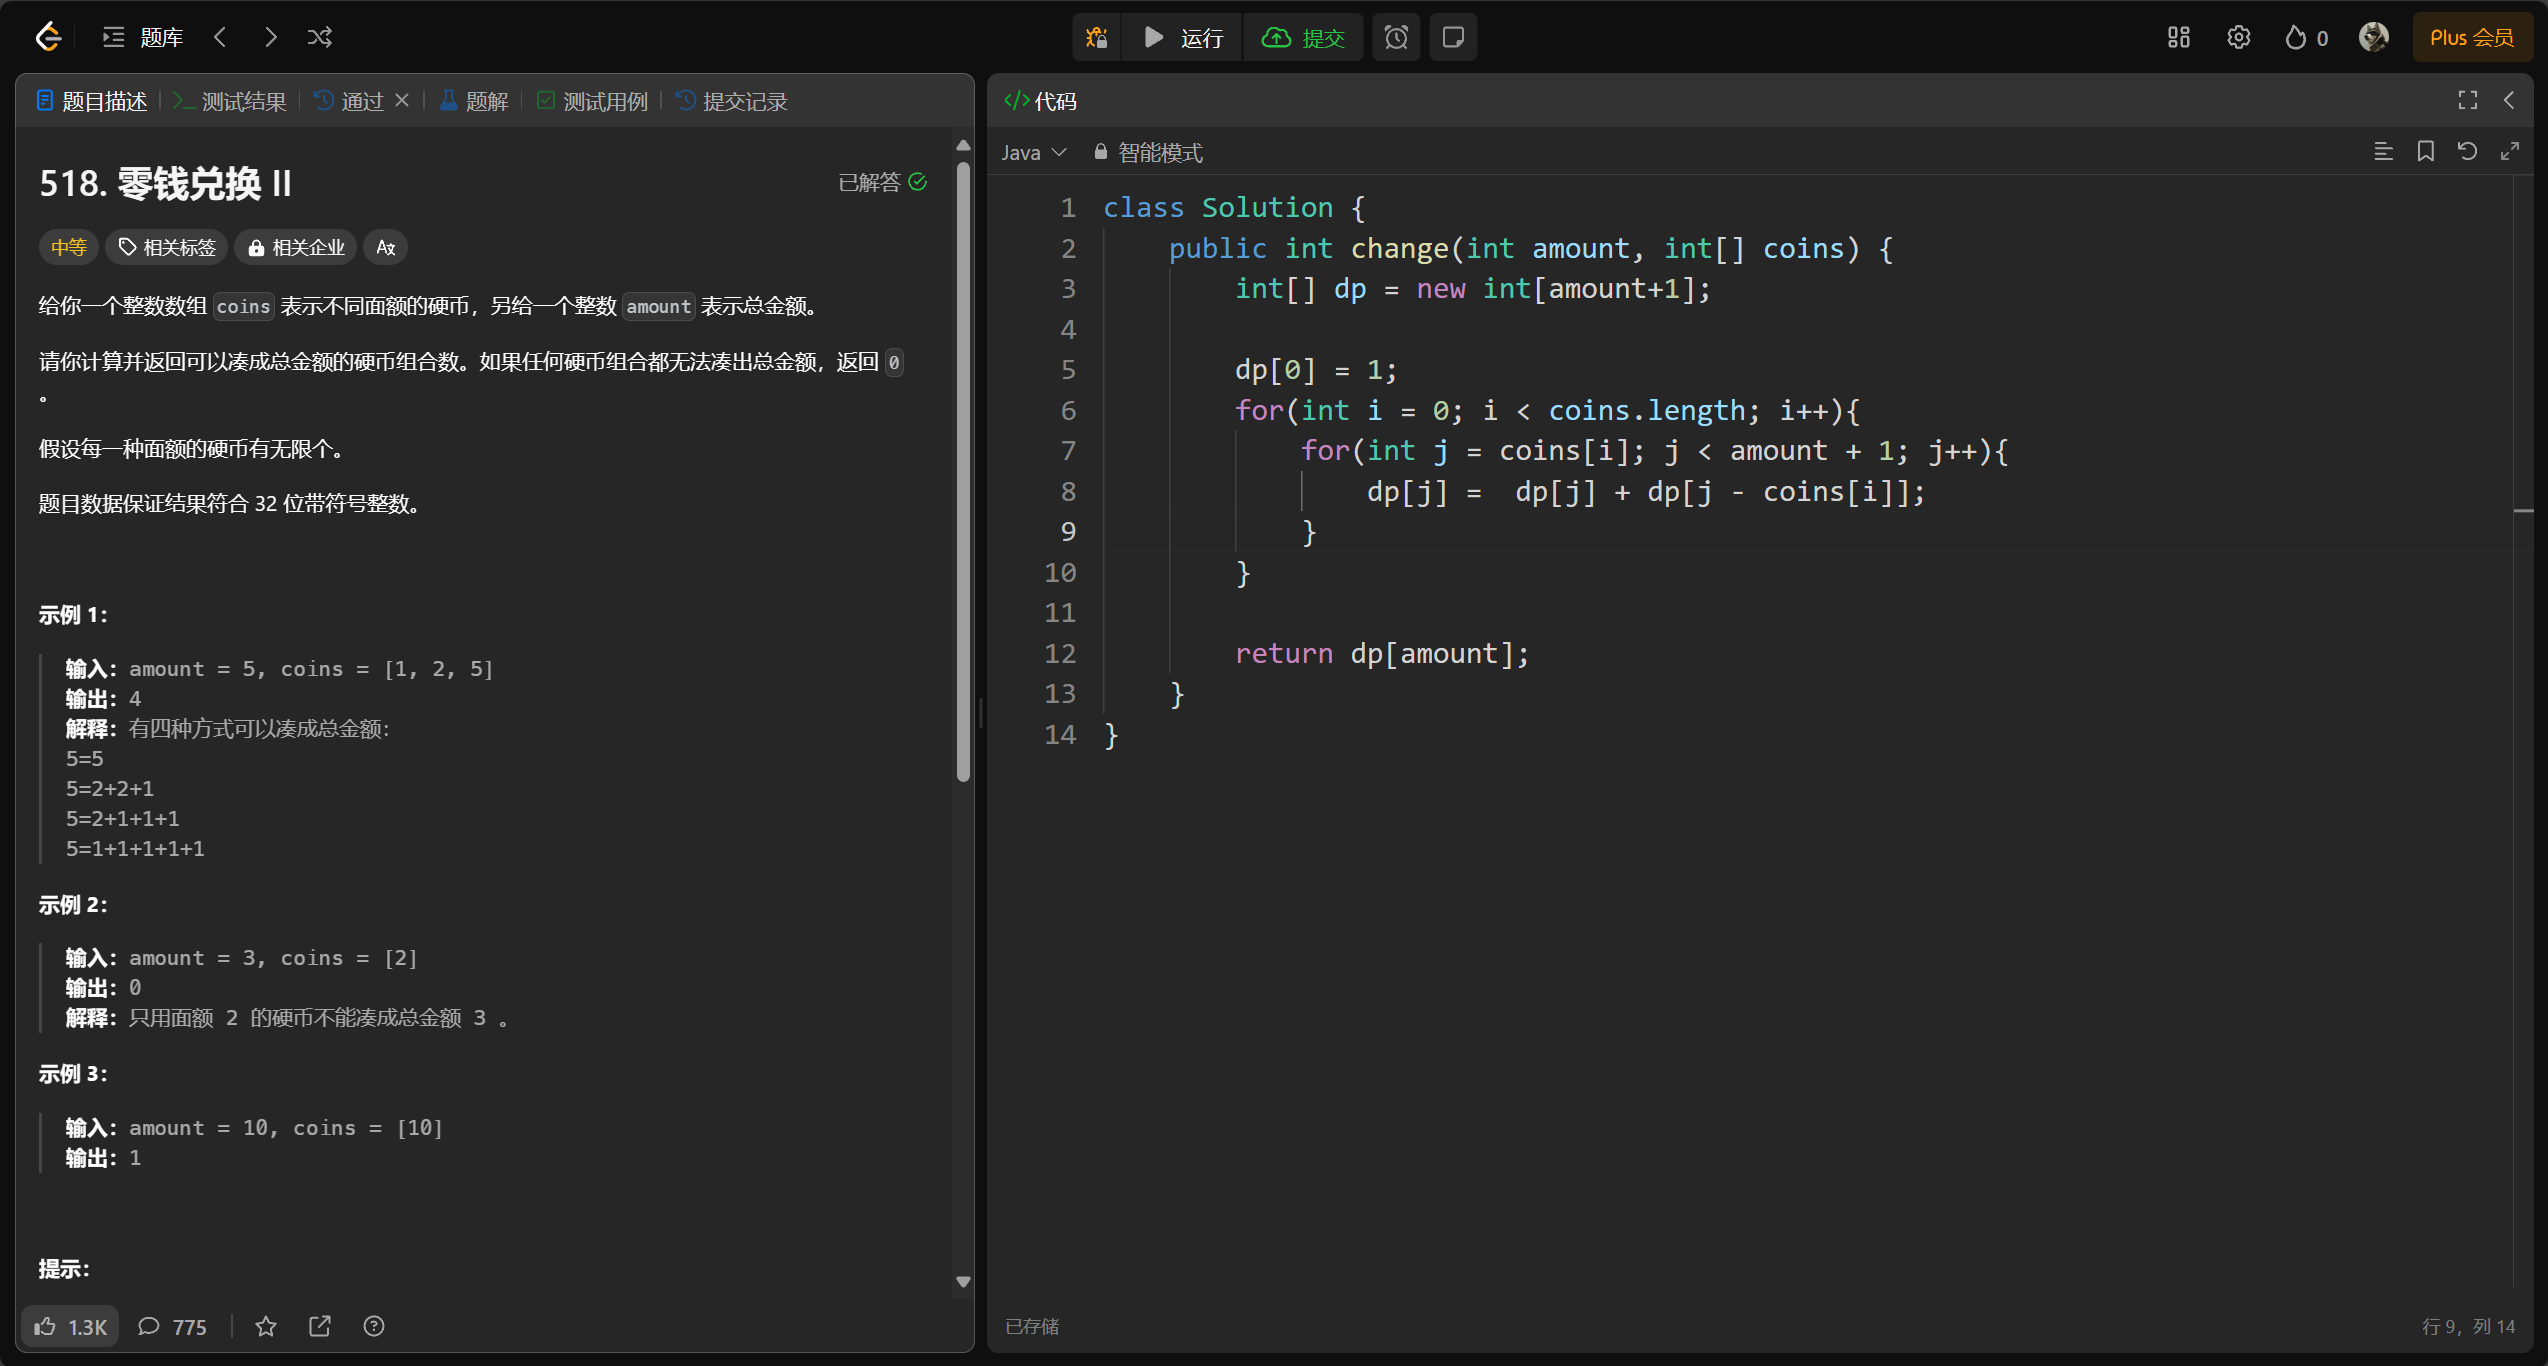 题库
运行
提交
0
Plus 会员
题目描述
测试结果
通过
题解
测试用例
提交记录
518. 零钱兑换 II
已解答
中等
相关标签
相关企业
给你一个整数数组 coins 表示不同面额的硬币，另给一个整数 amount 表示总金额。
请你计算并返回可以凑成总金额的硬币组合数。如果任何硬币组合都无法凑出总金额，返回 0
。
假设每一种面额的硬币有无限个。
题目数据保证结果符合 32 位带符号整数。
示例 1：
输入：amount = 5, coins = [1, 2, 5]
输出：4
解释：有四种方式可以凑成总金额：
5=5
5=2+2+1
5=2+1+1+1
5=1+1+1+1+1
示例 2：
输入：amount = 3, coins = [2]
输出：0
解释：只用面额 2 的硬币不能凑成总金额 3 。
示例 3：
输入：amount = 10, coins = [10]
输出：1
提示：
1.3K
775
</> 代码
Java
智能模式
1 class Solution {
2     public int change(int amount, int[] coins) {
3         int[] dp = new int[amount+1];
4
5         dp[0] = 1;
6         for(int i = 0; i < coins.length; i++){
7             for(int j = coins[i]; j < amount + 1; j++){
8                 dp[j] =  dp[j] + dp[j - coins[i]];
9             }
10         }
11
12         return dp[amount];
13     }
14 }
已存储
行 9，列 14